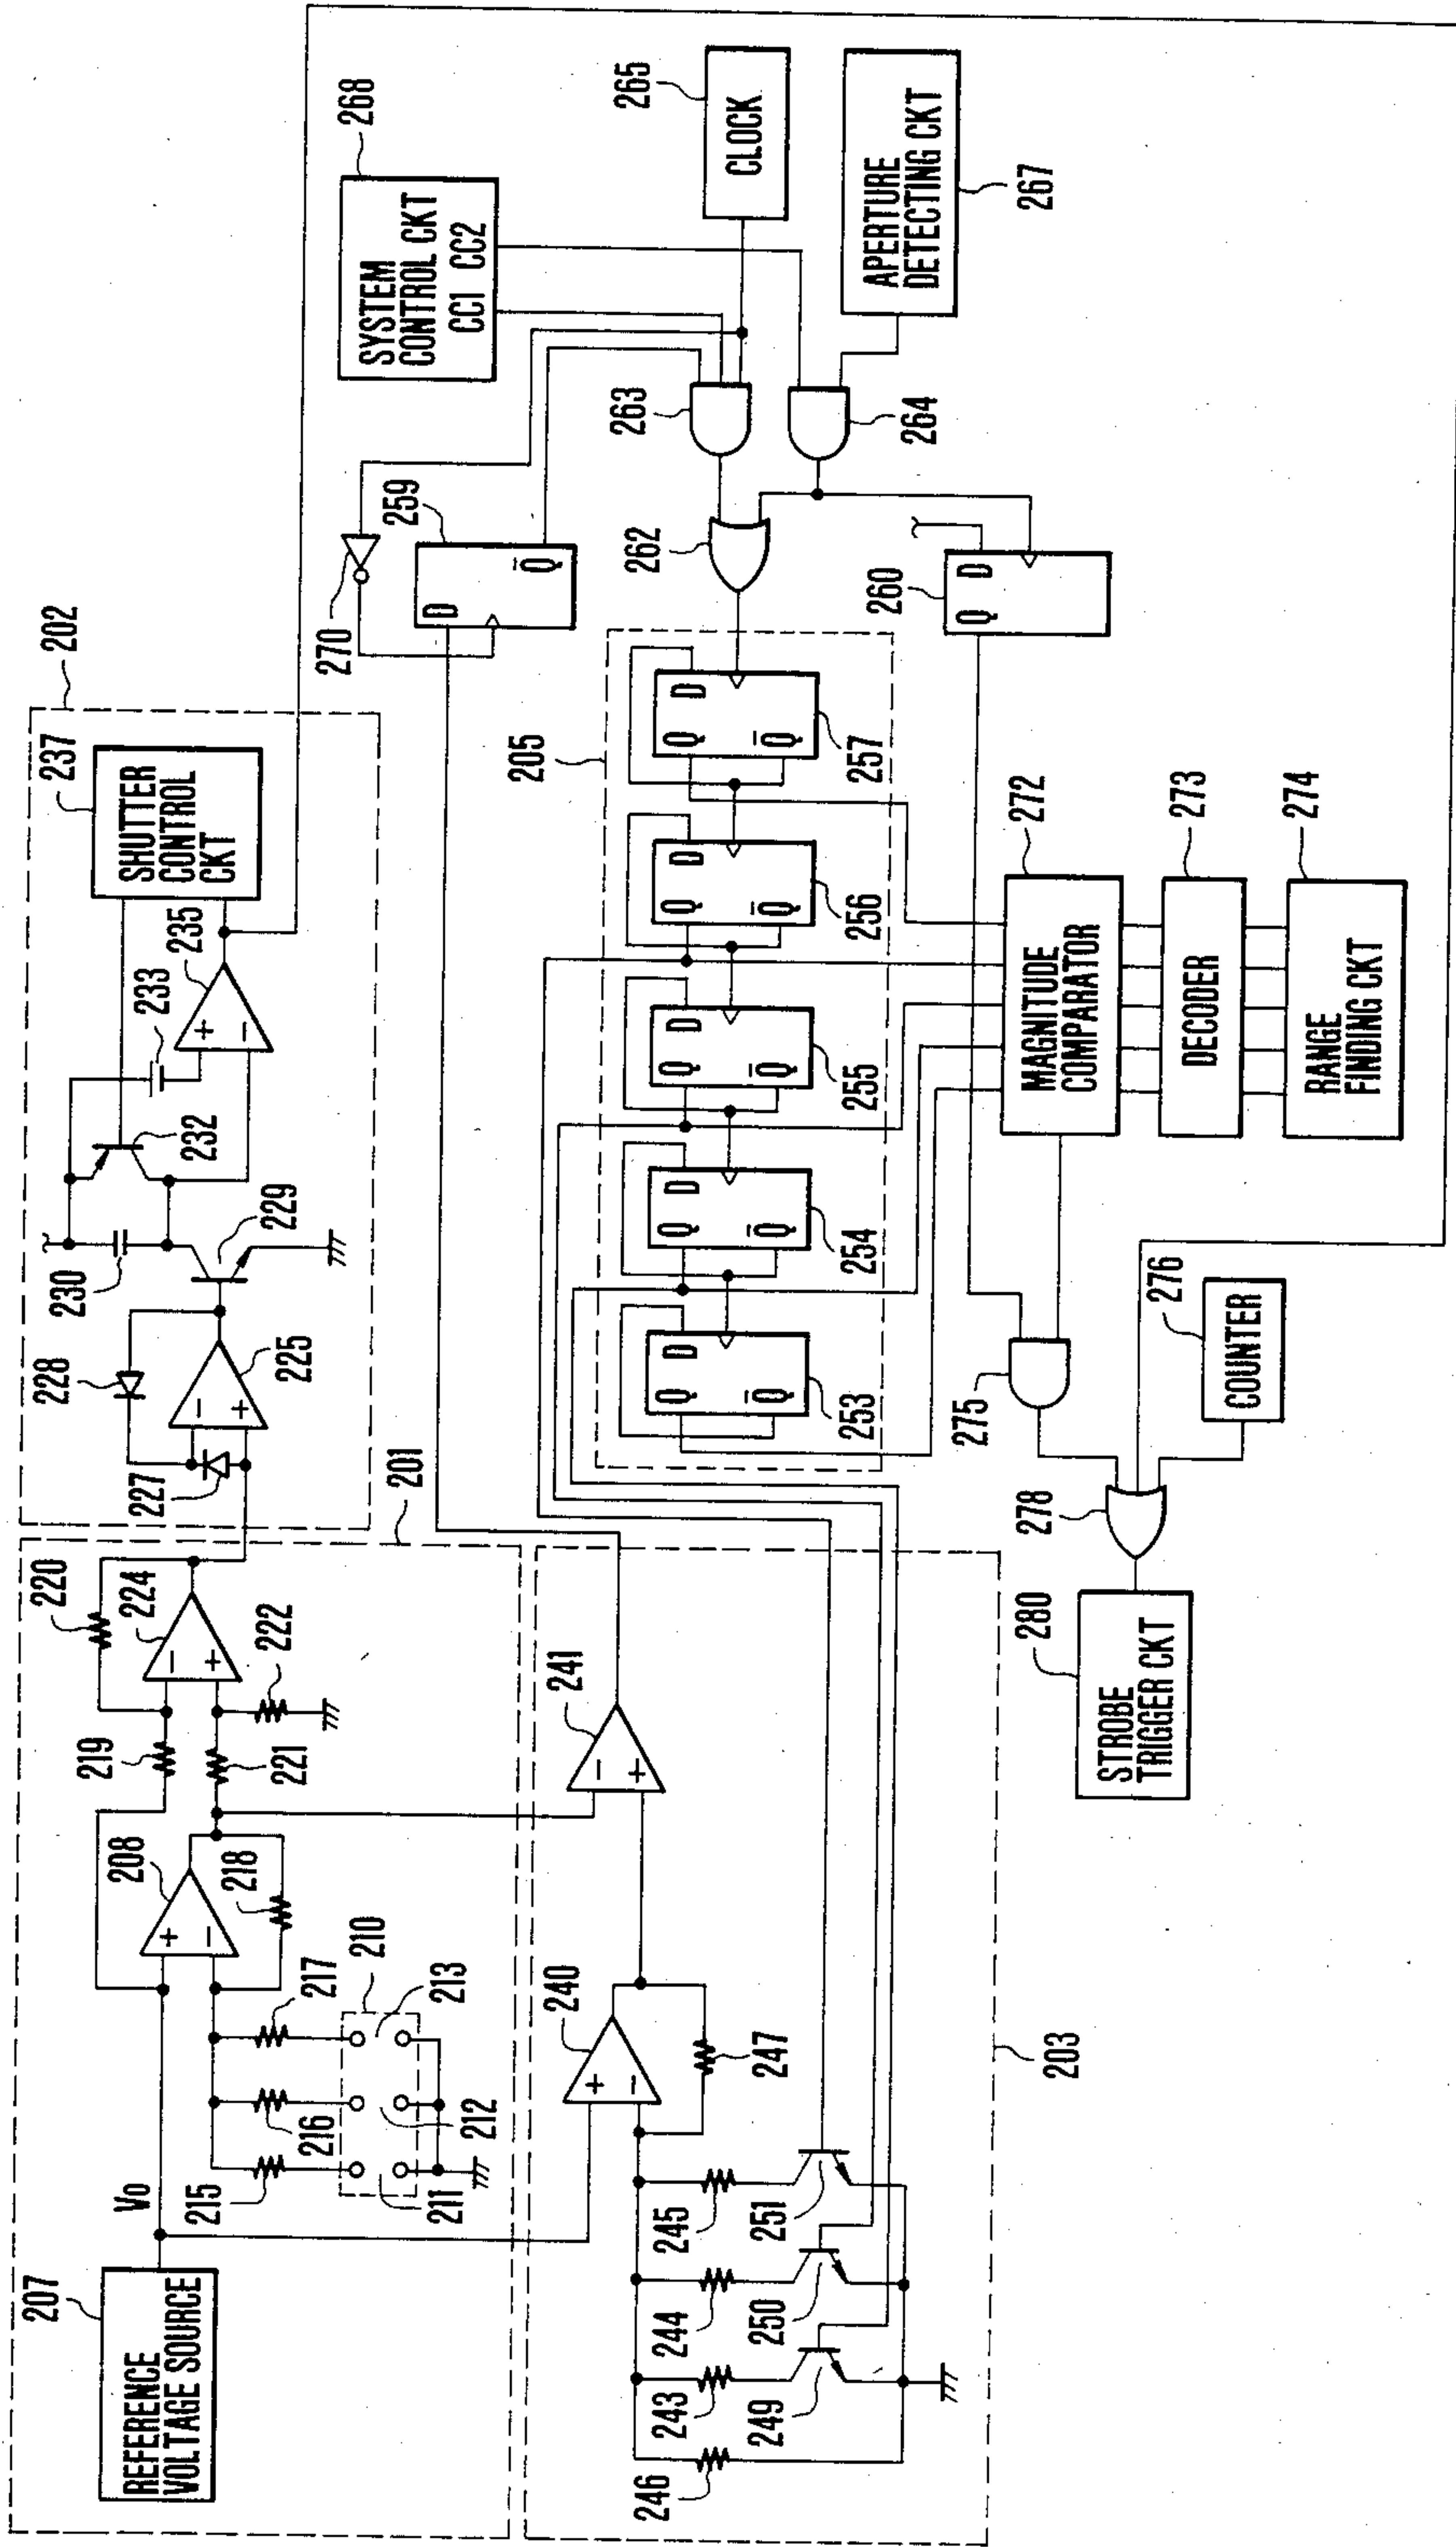 207
REFERENCE
VOLTAGE SOURCE
V0
208
+
−
218
219
220
224
−
+
221
222
217
216
215
210
213
212
211
201
202
228
227
−
+
225
230
229
232
233
+
−
235
237
SHUTTER
CONTROL
CKT
240
+
−
247
241
−
+
246
243
244
245
249
250
251
203
270
259
D
Q̅
268
SYSTEM
CONTROL CKT
CC1 CC2
265
CLOCK
APERTURE
DETECTING CKT
267
263
264
262
205
Q D
Q̅
253
Q D
Q̅
254
Q D
Q̅
255
Q D
Q̅
256
Q D
Q̅
257
260
Q D
272
MAGNITUDE
COMPARATOR
273
DECODER
274
RANGE
FINDING CKT
275
276
COUNTER
278
280
STROBE
TRIGGER CKT